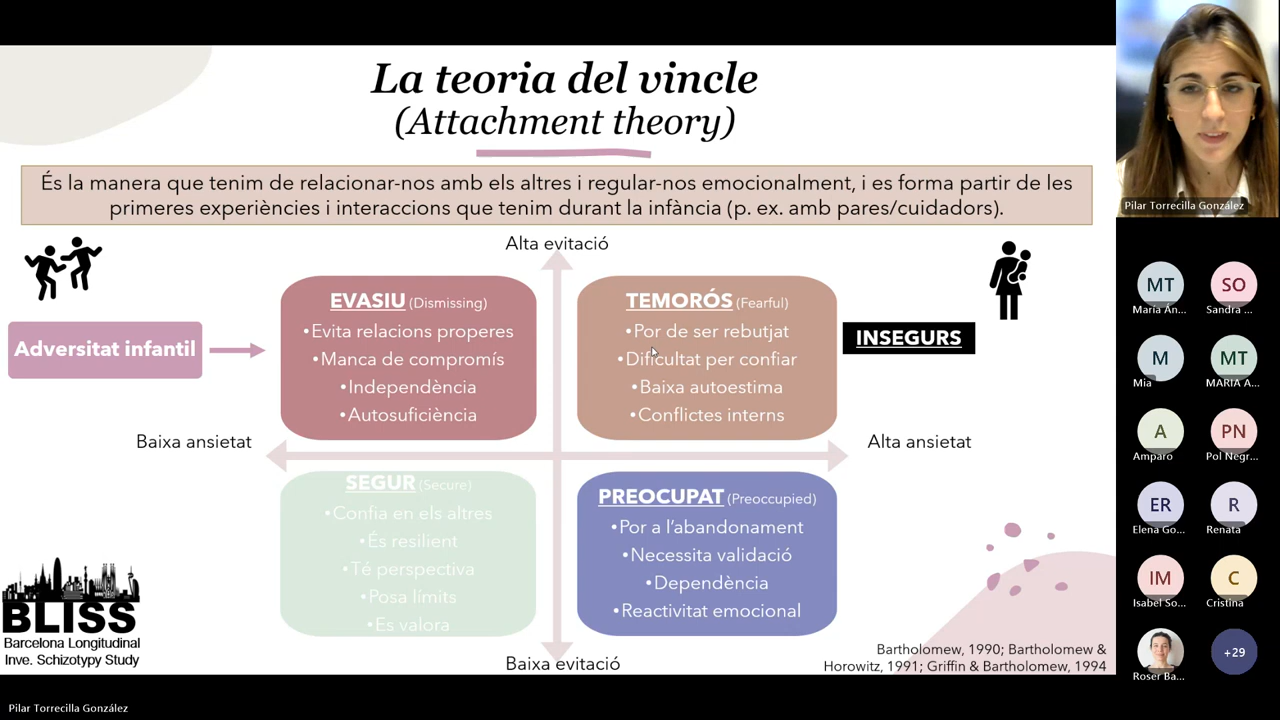 La teoria del vincle
(Attachment theory)
És la manera que tenim de relacionar-nos amb els altres i regular-nos emocionalment, i es forma partir de les
primeres experiències i interaccions que tenim durant la infància (p. ex. amb pares/cuidadors).
Alta evitació
Adversitat infantil
EVASIU (Dismissing)
•Evita relacions properes
•Manca de compromís
•Independència
•Autosuficiència
TEMORÓS (Fearful)
•Por de ser rebutjat
•Dificultat per confiar
•Baixa autoestima
•Conflictes interns
INSEGURS
Baixa ansietat
Alta ansietat
SEGUR (Secure)
•Confia en els altres
•És resilient
•Té perspectiva
•Posa límits
•Es valora
PREOCUPAT (Preoccupied)
•Por a l’abandonament
•Necessita validació
•Dependència
•Reactivitat emocional
Baixa evitació
BLISS
Barcelona Longitudinal
Inve. Schizotypy Study
Bartholomew, 1990; Bartholomew &
Horowitz, 1991; Griffin & Bartholomew, 1994
Pilar Torrecilla González
MT
María Án...
SO
Sandra ...
M
Mia
MT
MARIA A...
A
Amparo
PN
Pol Negr...
ER
Elena Go...
R
Renata
IM
Isabel So...
C
Cristina
Roser Ba...
+29
Pilar Torrecilla González